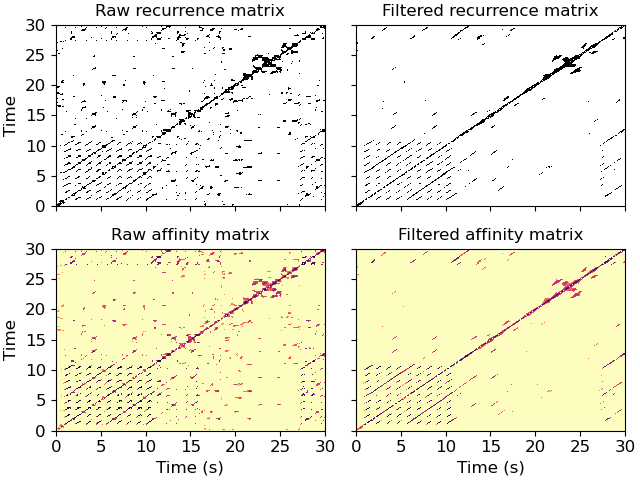 Raw recurrence matrix
Filtered recurrence matrix
30
25
20
15
10
5
0
Time
Raw affinity matrix
Filtered affinity matrix
30
25
20
15
10
5
0
Time
0 5 10 15 20 25 30
0 5 10 15 20 25 30
Time (s)
Time (s)